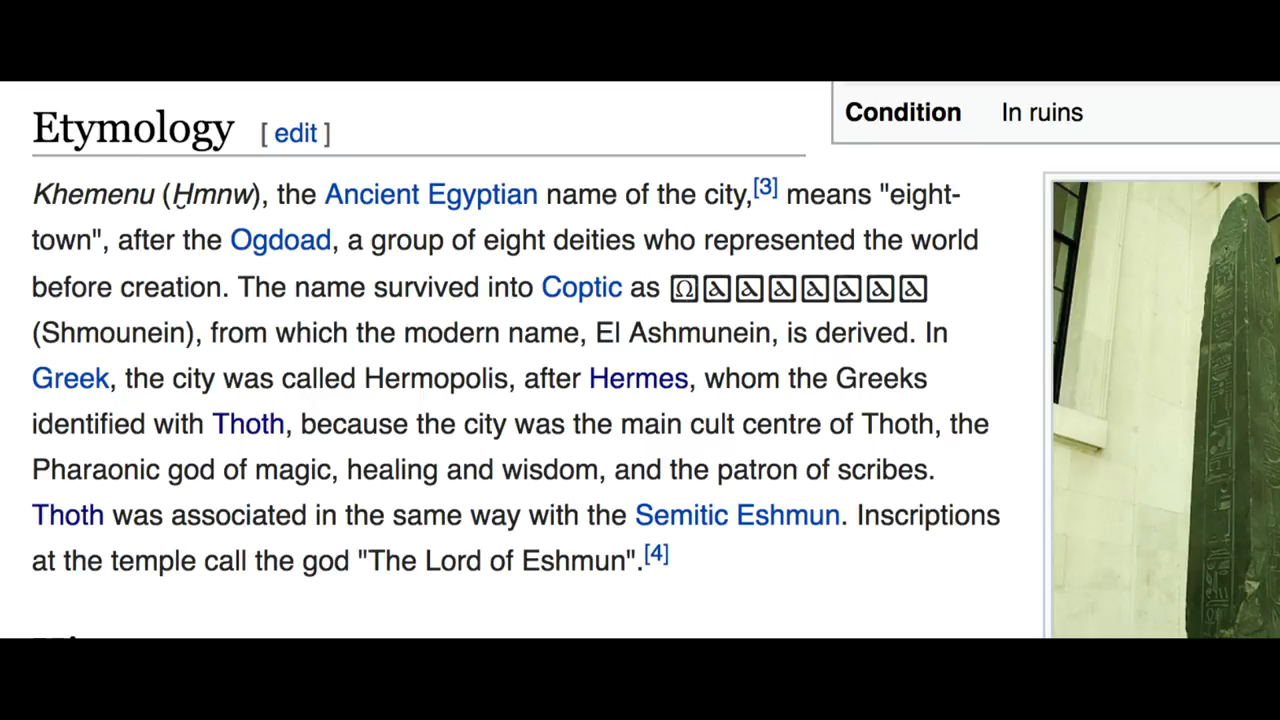 Etymology [ edit ]
Condition In ruins
Khemenu (Ḫmnw), the Ancient Egyptian name of the city,[3] means "eight-
town", after the Ogdoad, a group of eight deities who represented the world
before creation. The name survived into Coptic as
(Shmounein), from which the modern name, El Ashmunein, is derived. In
Greek, the city was called Hermopolis, after Hermes, whom the Greeks
identified with Thoth, because the city was the main cult centre of Thoth, the
Pharaonic god of magic, healing and wisdom, and the patron of scribes.
Thoth was associated in the same way with the Semitic Eshmun. Inscriptions
at the temple call the god "The Lord of Eshmun".[4]